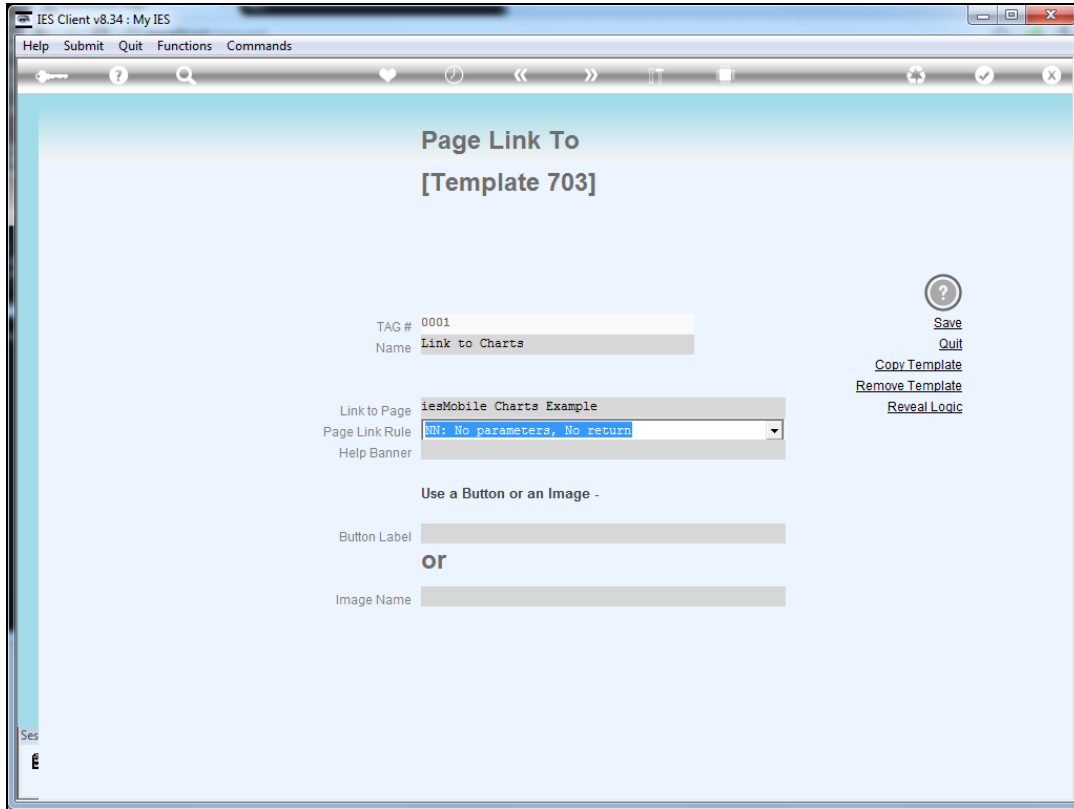 IES Client v8.34 : My IES
Help Submit Quit Functions Commands
Page Link To
[Template 703]
TAG # 0001
Name Link to Charts
Save
Quit
Copy Template
Remove Template
Reveal Logic
Link to Page iesMobile Charts Example
Page Link Rule NN: No parameters, No return
Help Banner
Use a Button or an Image -
Button Label
or
Image Name
Ses